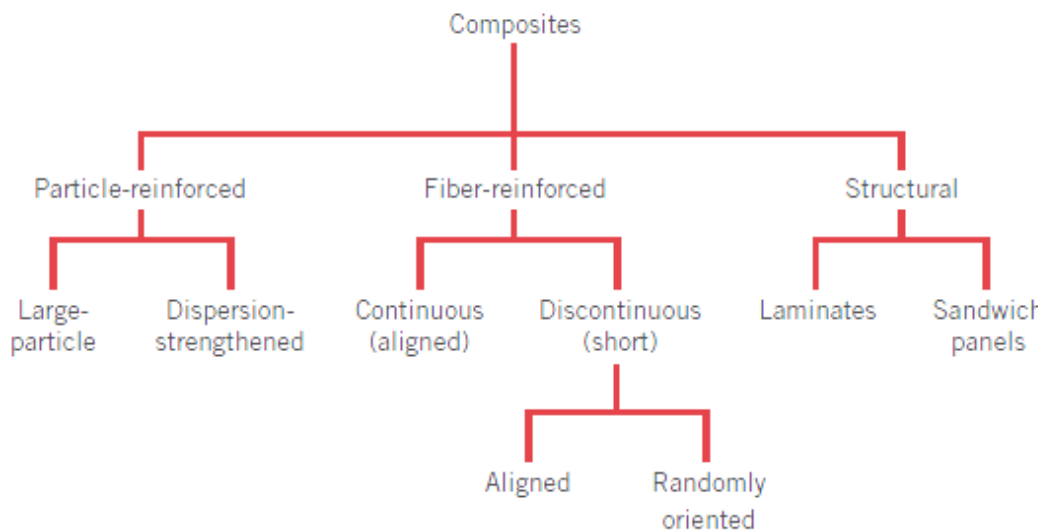 Composites
Particle-reinforced
Fiber-reinforced
Structural
Large-
particle
Dispersion-
strengthened
Continuous
(aligned)
Discontinuous
(short)
Laminates
Sandwich
panels
Aligned
Randomly
oriented